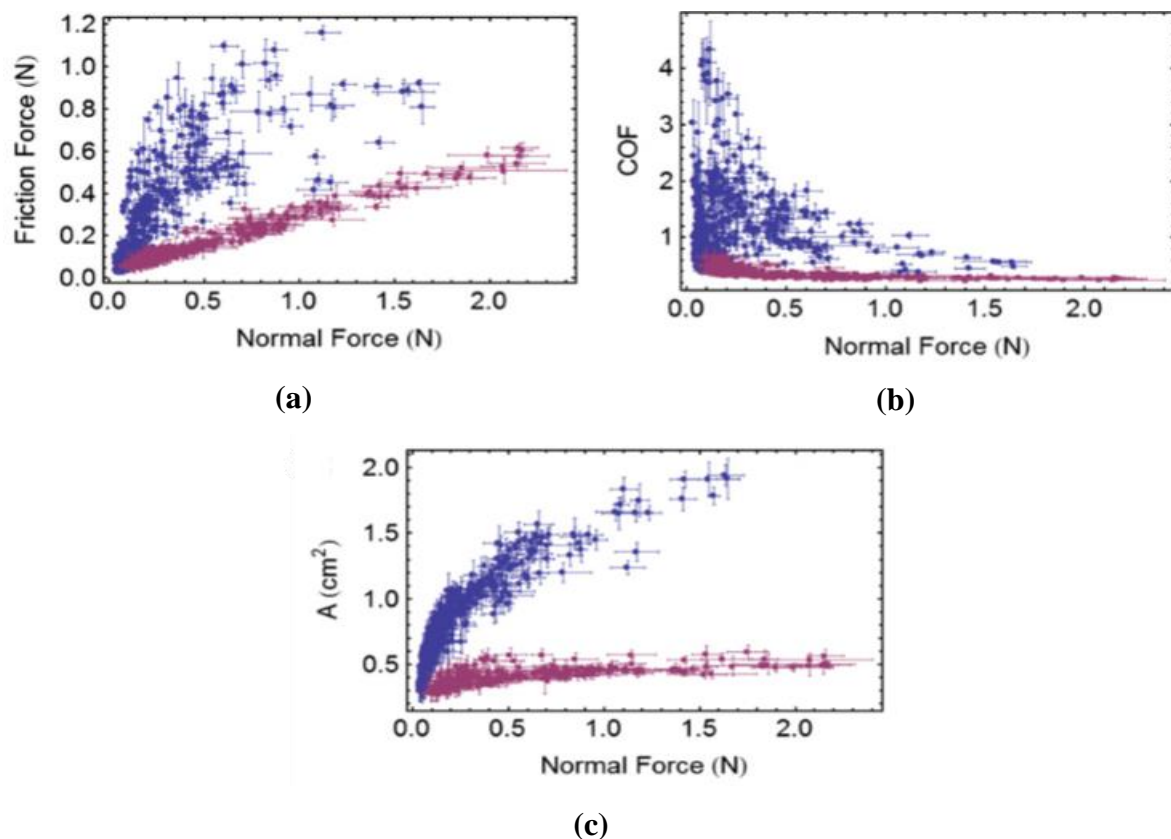 1.2
1.0
0.8
0.6
0.4
0.2
0.0
Friction Force (N)
0.0 0.5 1.0 1.5 2.0
Normal Force (N)
(a)
4
3
2
1
COF
0.0 0.5 1.0 1.5 2.0
Normal Force (N)
(b)
2.0
1.5
1.0
0.5
A (cm²)
0.0 0.5 1.0 1.5 2.0
Normal Force (N)
(c)